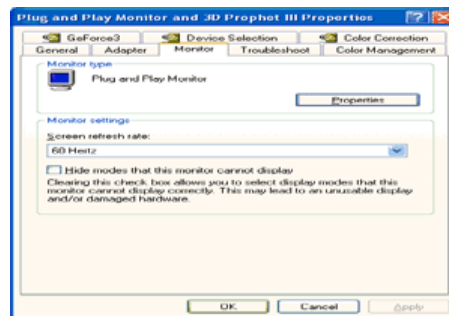 Plug and Play Monitor and 3D Prophet III Properties
GeForce3 Device Selection Color Correction
General Adapter Monitor Troubleshoot Color Management
Monitor type
Plug and Play Monitor
Properties
Monitor settings
Screen refresh rate:
60 Hertz
Hide modes that this monitor cannot display
Clearing this check box allows you to select display modes that this
monitor cannot display correctly. This may lead to an unusable display
and/or damaged hardware.
OK Cancel Apply